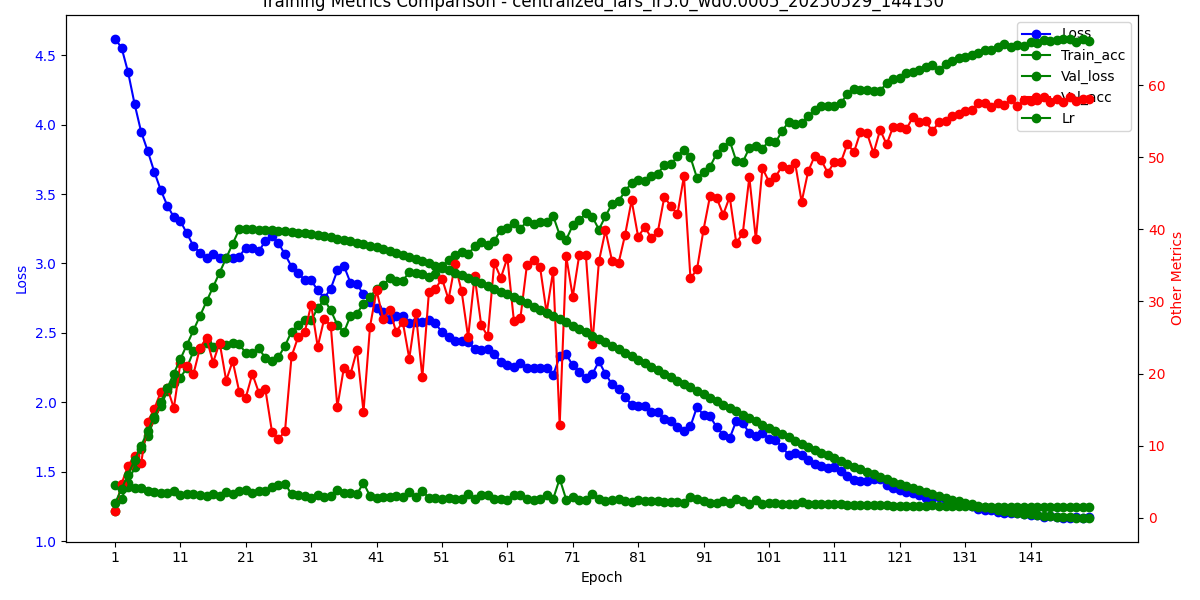 Training Metrics Comparison - centralized_lars_lr5.0_wd0.0005_20250529_144130
Loss
Train_acc
Val_loss
Val_acc
Lr
4.5
4.0
3.5
3.0
2.5
2.0
1.5
1.0
Loss
60
50
40
30
20
10
0
Other Metrics
1 11 21 31 41 51 61 71 81 91 101 111 121 131 141
Epoch